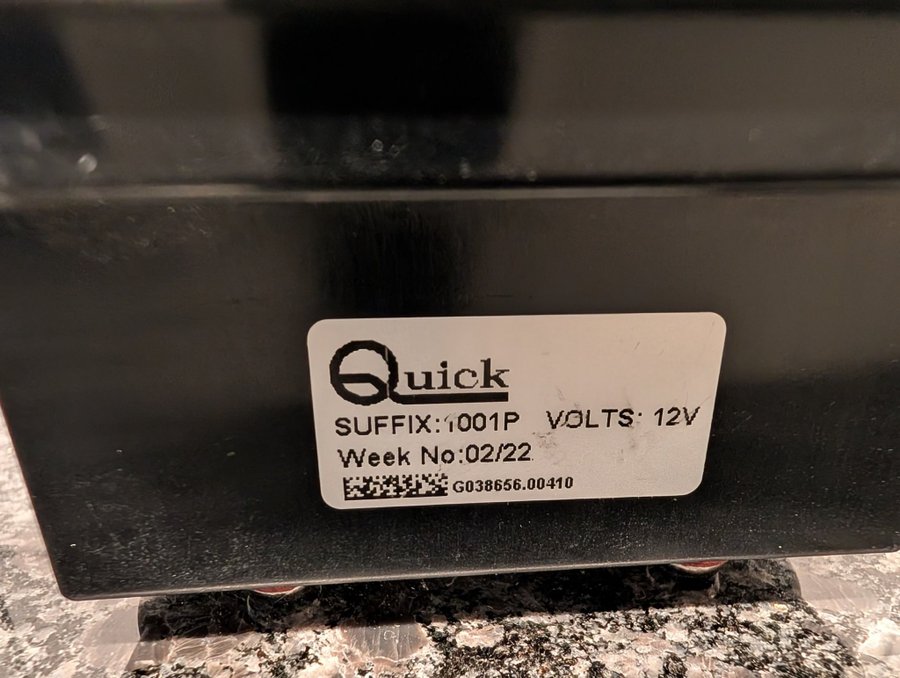 Quick
SUFFIX:1001P VOLTS: 12V
Week No:02/22
G038656.00410